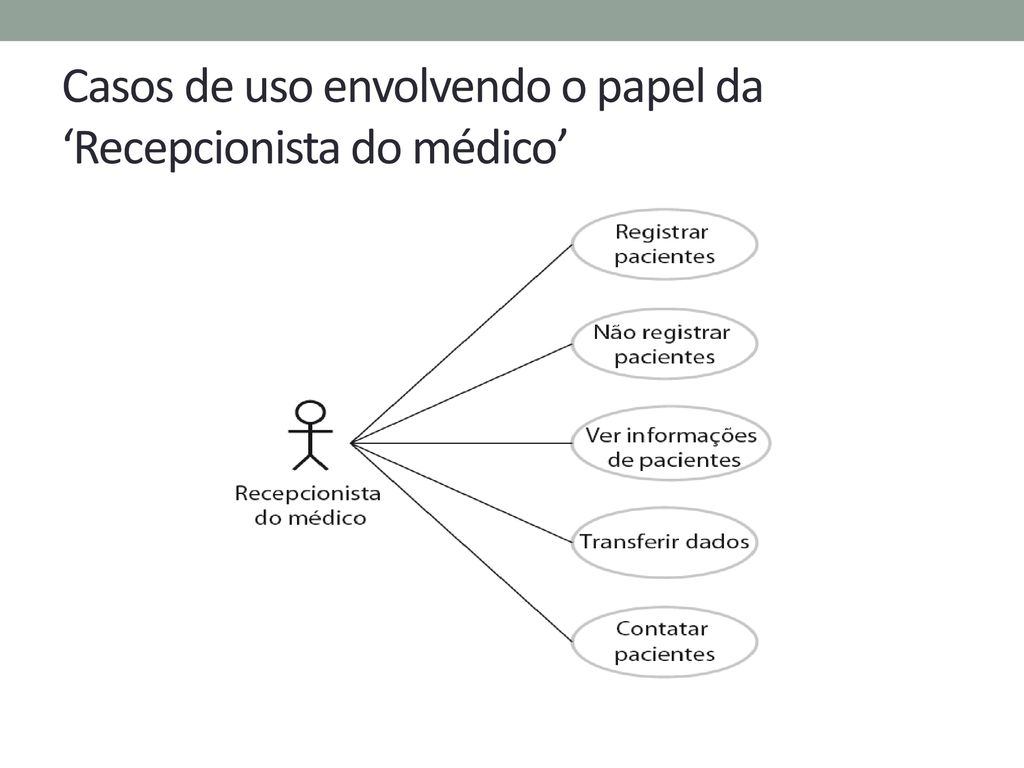 Casos de uso envolvendo o papel da
‘Recepcionista do médico’
Registrar
pacientes
Não registrar
pacientes
Ver informações
de pacientes
Recepcionista
do médico
Transferir dados
Contatar
pacientes